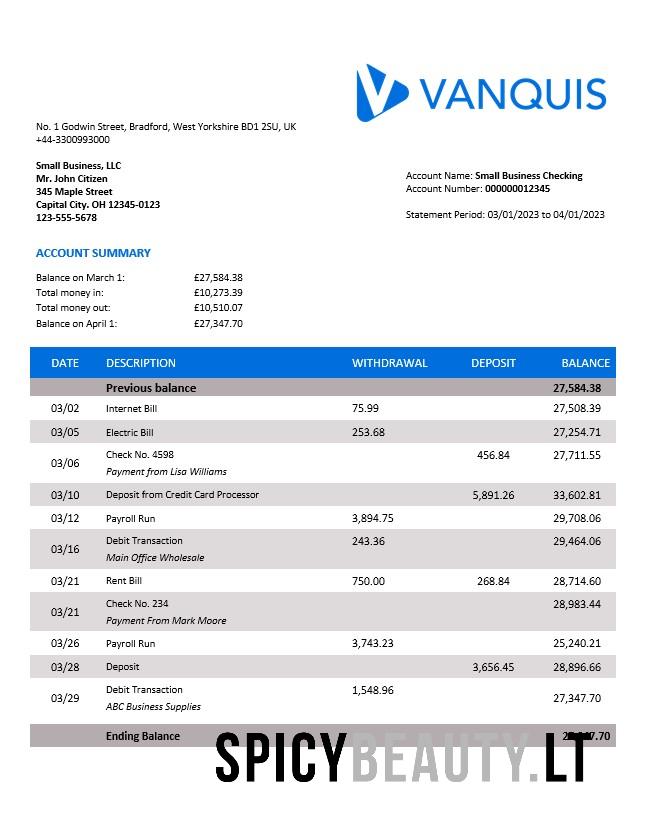 VANQUIS
No. 1 Godwin Street, Bradford, West Yorkshire BD1 2SU, UK
+44-3300993000
Small Business, LLC
Mr. John Citizen
345 Maple Street
Capital City. OH 12345-0123
123-555-5678
Account Name: Small Business Checking
Account Number: 000000012345
Statement Period: 03/01/2023 to 04/01/2023
ACCOUNT SUMMARY
Balance on March 1: £27,584.38
Total money in: £10,273.39
Total money out: £10,510.07
Balance on April 1: £27,347.70
DATE DESCRIPTION WITHDRAWAL DEPOSIT BALANCE
Previous balance 27,584.38
03/02 Internet Bill 75.99 27,508.39
03/05 Electric Bill 253.68 27,254.71
03/06 Check No. 4598 456.84 27,711.55
Payment from Lisa Williams
03/10 Deposit from Credit Card Processor 5,891.26 33,602.81
03/12 Payroll Run 3,894.75 29,708.06
03/16 Debit Transaction 243.36 29,464.06
Main Office Wholesale
03/21 Rent Bill 750.00 268.84 28,714.60
03/21 Check No. 234 28,983.44
Payment From Mark Moore
03/26 Payroll Run 3,743.23 25,240.21
03/28 Deposit 3,656.45 28,896.66
03/29 Debit Transaction 1,548.96 27,347.70
ABC Business Supplies
Ending Balance
SPICYBEAUTY.LT